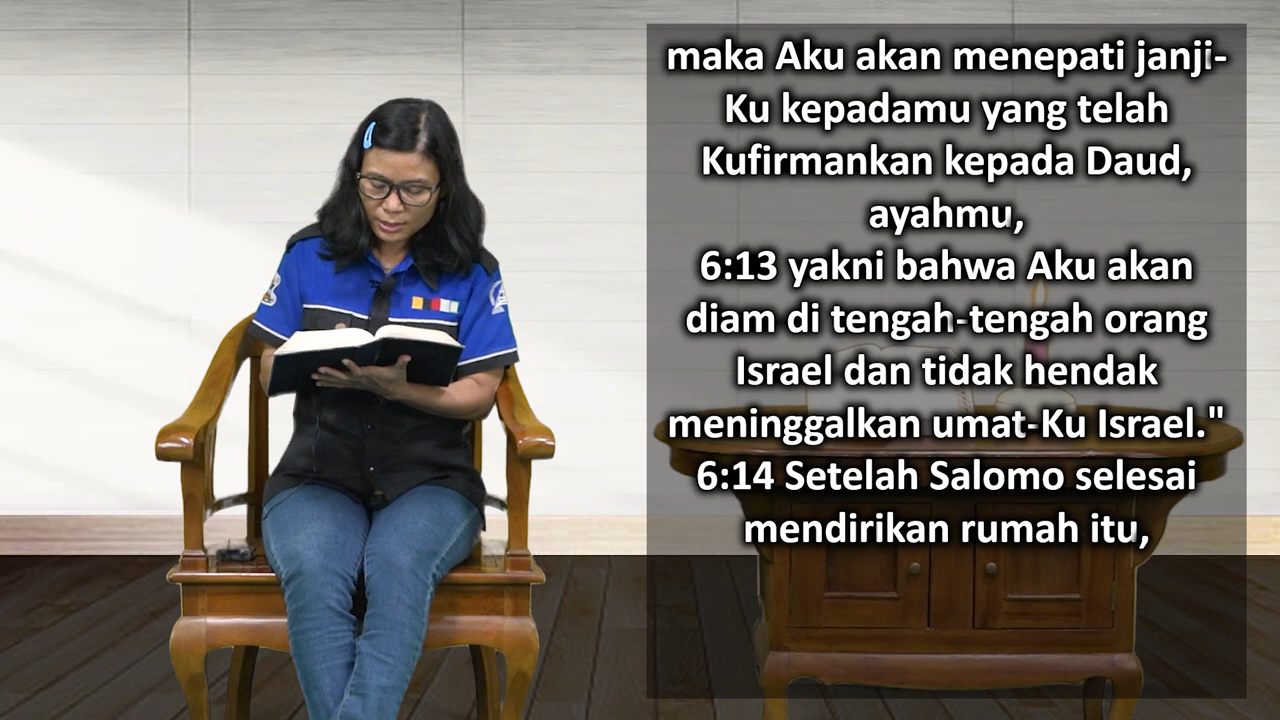 maka Aku akan menepati janji-
Ku kepadamu yang telah
Kufirmankan kepada Daud,
ayahmu,
6:13 yakni bahwa Aku akan
diam di tengah-tengah orang
Israel dan tidak hendak
meninggalkan umat-Ku Israel."
6:14 Setelah Salomo selesai
mendirikan rumah itu,